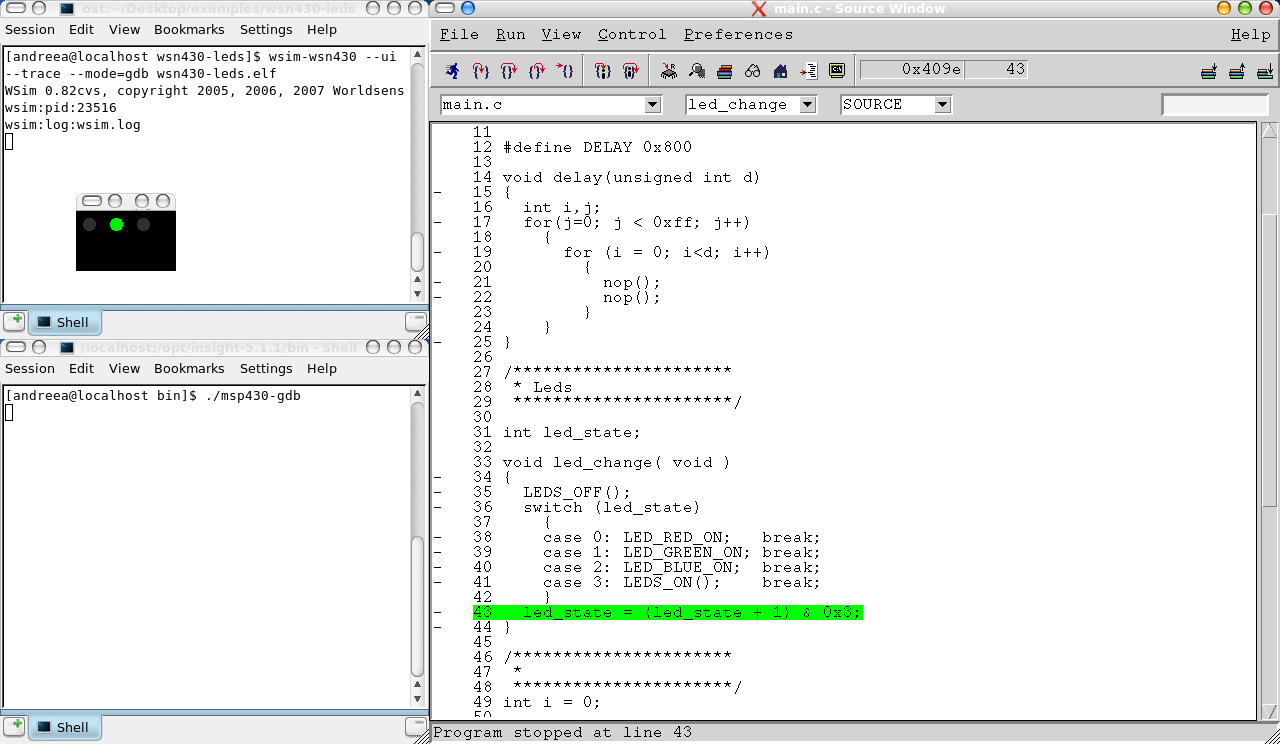 ost:~/Desktop/examples/wsn430-leds
Session Edit View Bookmarks Settings Help
[andreea@localhost wsn430-leds]$ wsim-wsn430 --ui
--trace --mode=gdb wsn430-leds.elf
WSim 0.82cvs, copyright 2005, 2006, 2007 Worldsens
wsim:pid:23516
wsim:log:wsim.log
Shell
localhost:/opt/insight-5.1.1/bin - Shell
Session Edit View Bookmarks Settings Help
[andreea@localhost bin]$ ./msp430-gdb
Shell
main.c - Source Window
File Run View Control Preferences Help
0x409e 43
main.c led_change SOURCE
11
12 #define DELAY 0x800
13
14 void delay(unsigned int d)
- 15 {
16   int i,j;
- 17   for(j=0; j < 0xff; j++)
18     {
- 19       for (i = 0; i<d; i++)
20         {
- 21           nop();
- 22           nop();
23         }
24     }
- 25 }
26
27 /**********************
28  * Leds
29  **********************/
30
31 int led_state;
32
33 void led_change( void )
- 34 {
- 35   LEDS_OFF();
- 36   switch (led_state)
37     {
- 38     case 0: LED_RED_ON;   break;
- 39     case 1: LED_GREEN_ON; break;
- 40     case 2: LED_BLUE_ON;  break;
- 41     case 3: LEDS_ON();    break;
42     }
- 43   led_state = (led_state + 1) & 0x3;
- 44 }
45
46 /**********************
47  *
48  **********************/
49 int i = 0;
50
Program stopped at line 43